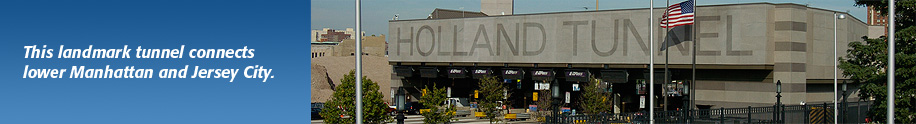 This landmark tunnel connects
lower Manhattan and Jersey City.
HOLLAND TUNNEL